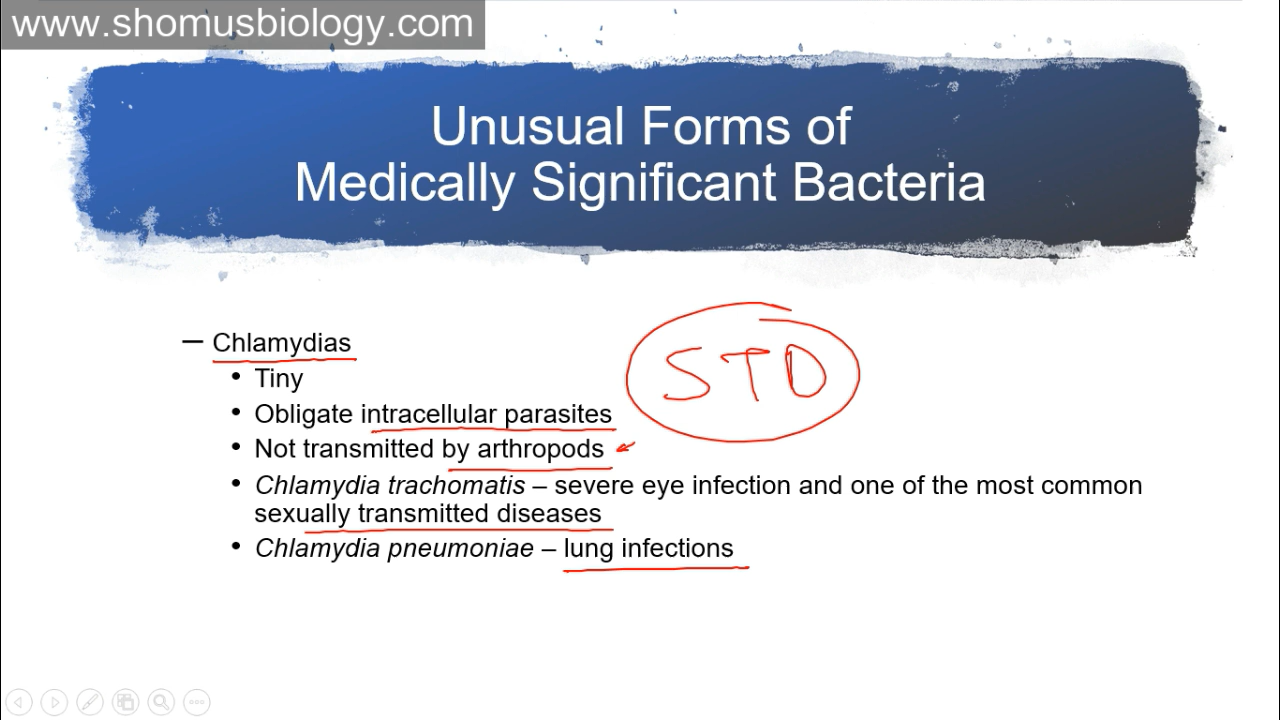 www.shomusbiology.com
Unusual Forms of
Medically Significant Bacteria
– Chlamydias
• Tiny
• Obligate intracellular parasites
STD
• Not transmitted by arthropods
• Chlamydia trachomatis – severe eye infection and one of the most common
sexually transmitted diseases
• Chlamydia pneumoniae – lung infections